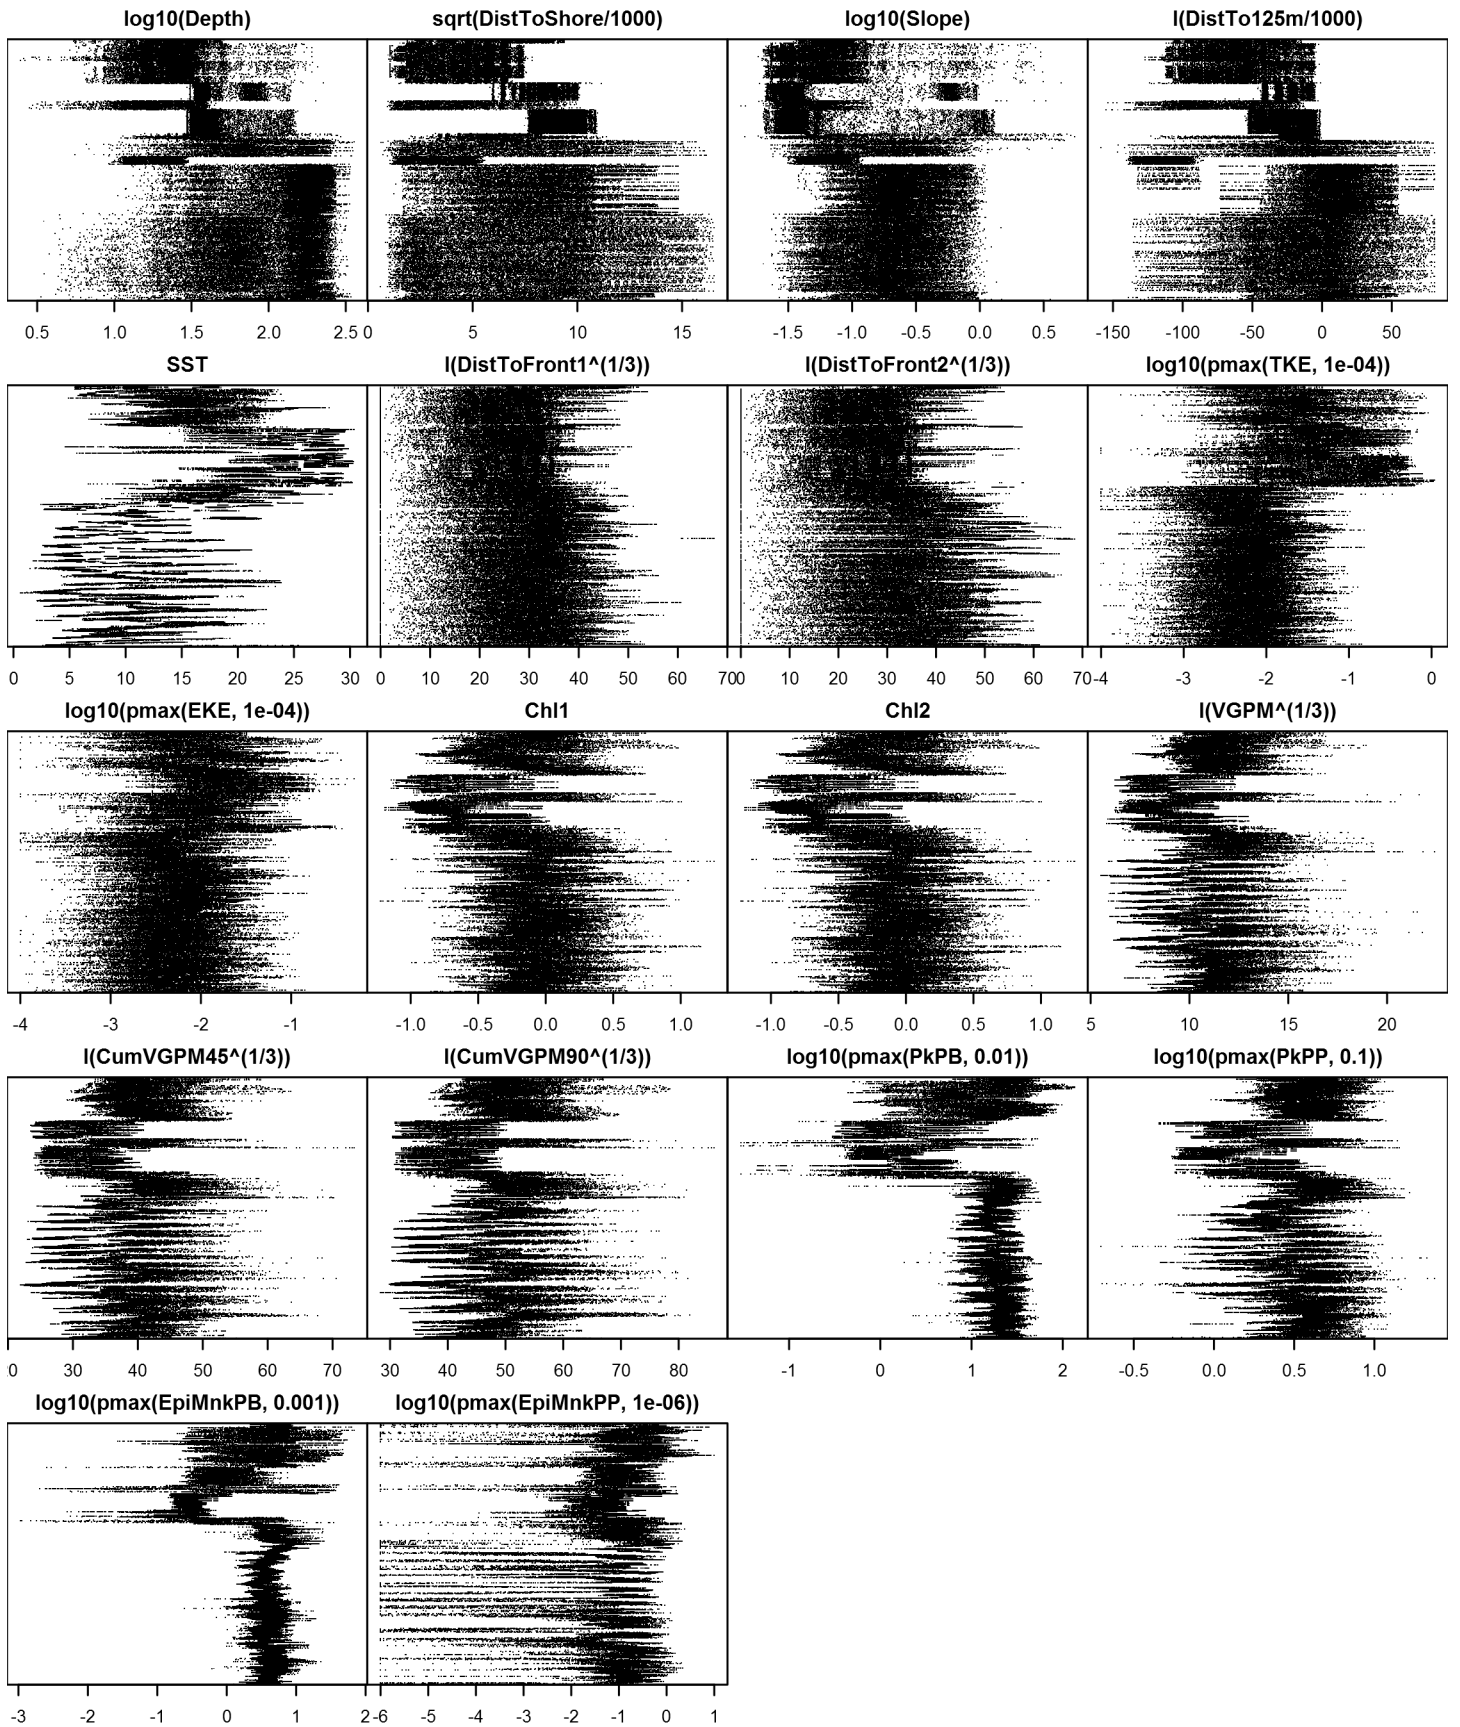 log10(Depth) sqrt(DistToShore/1000) log10(Slope) I(DistTo125m/1000)
0.5 1.0 1.5 2.0 2.5 0 5 10 15 -1.5 -1.0 -0.5 0.0 0.5 -150 -100 -50 0 50
SST I(DistToFront1^(1/3)) I(DistToFront2^(1/3)) log10(pmax(TKE, 1e-04))
0 5 10 15 20 25 30 0 10 20 30 40 50 60 70 0 10 20 30 40 50 60 70 -4 -3 -2 -1 0
log10(pmax(EKE, 1e-04)) Chl1 Chl2 I(VGPM^(1/3))
-4 -3 -2 -1 -1.0 -0.5 0.0 0.5 1.0 -1.0 -0.5 0.0 0.5 1.0 5 10 15 20
I(CumVGPM45^(1/3)) I(CumVGPM90^(1/3)) log10(pmax(PkPB, 0.01)) log10(pmax(PkPP, 0.1))
30 40 50 60 70 30 40 50 60 70 80 -1 0 1 2 -0.5 0.0 0.5 1.0
log10(pmax(EpiMnkPB, 0.001)) log10(pmax(EpiMnkPP, 1e-06))
-3 -2 -1 0 1 2 -6 -5 -4 -3 -2 -1 0 1